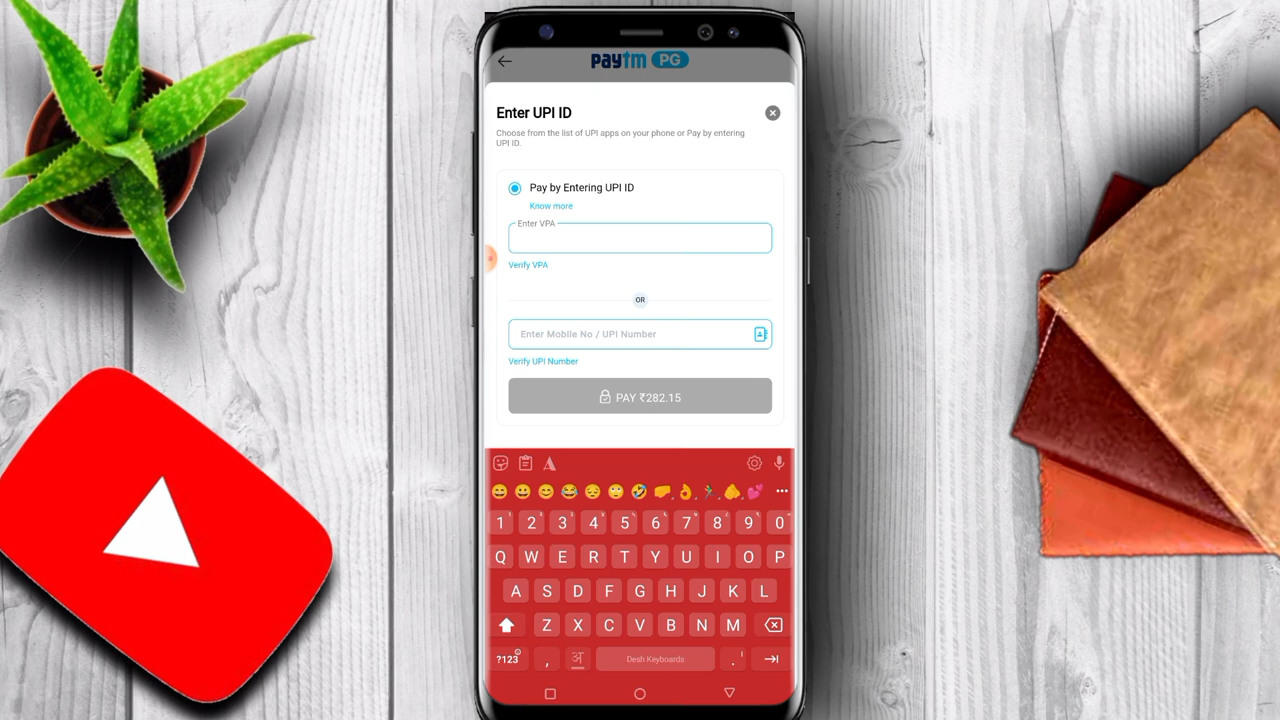 paytm PG
Enter UPI ID
Choose from the list of UPI apps on your phone or Pay by entering
UPI ID.
Pay by Entering UPI ID
Know more
Enter VPA
Verify VPA
OR
Enter Mobile No / UPI Number
Verify UPI Number
PAY ₹282.15
1 2 3 4 5 6 7 8 9 0
Q W E R T Y U I O P
A S D F G H J K L
Z X C V B N M
?123 , अ Desh Keyboards .